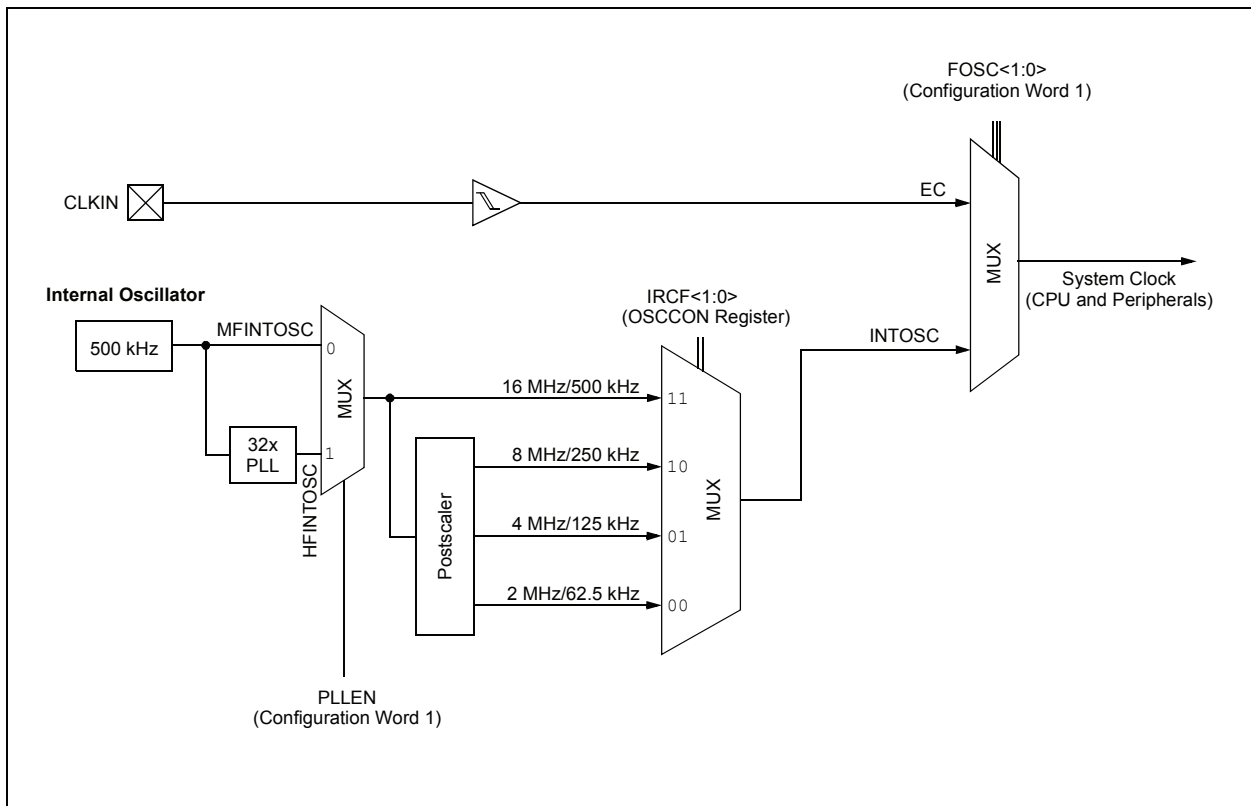 FOSC<1:0>
(Configuration Word 1)
CLKIN
EC
MUX
System Clock
(CPU and Peripherals)
Internal Oscillator
500 kHz
MFINTOSC
0
MUX
32x
PLL
1
HFINTOSC
PLLEN
(Configuration Word 1)
IRCF<1:0>
(OSCCON Register)
INTOSC
16 MHz/500 kHz
11
8 MHz/250 kHz
10
Postscaler
MUX
4 MHz/125 kHz
01
2 MHz/62.5 kHz
00